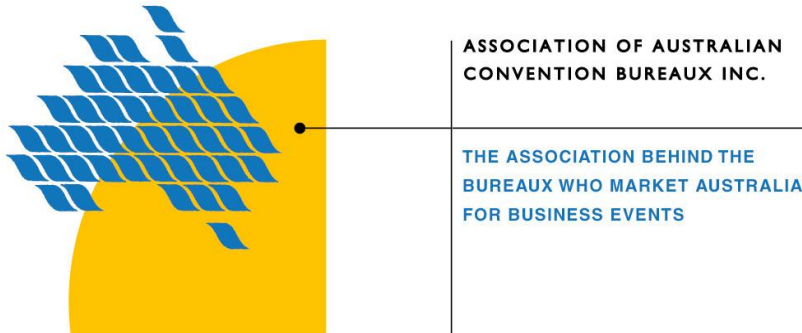 ASSOCIATION OF AUSTRALIAN
CONVENTION BUREAUX INC.
THE ASSOCIATION BEHIND THE
BUREAUX WHO MARKET AUSTRALIA
FOR BUSINESS EVENTS